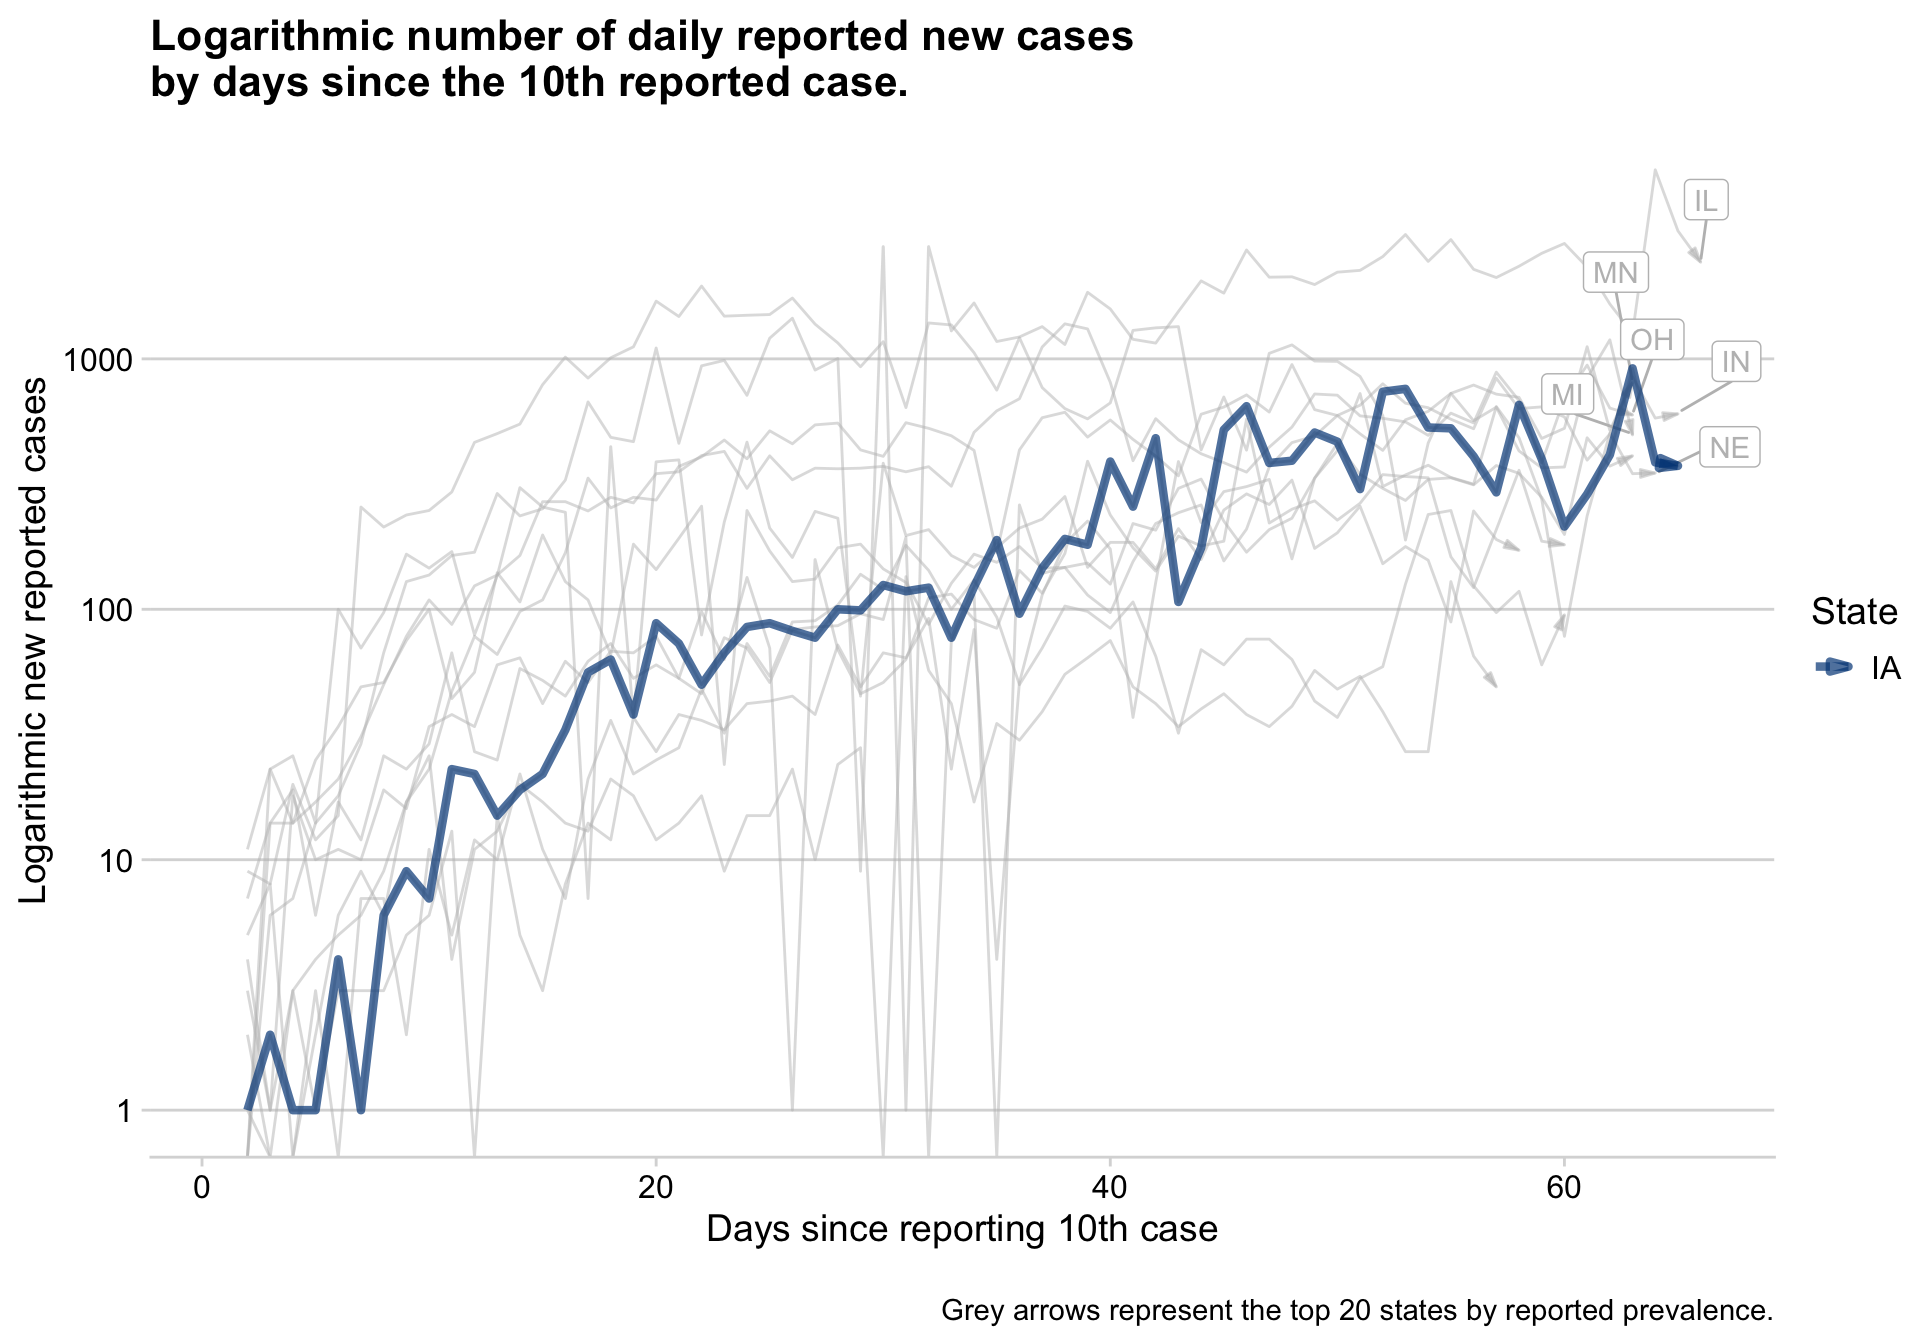 Logarithmic number of daily reported new cases
by days since the 10th reported case.
IL
MN
OH
IN
MI
NE
1000
100
10
1
Logarithmic new reported cases
0
20
40
60
Days since reporting 10th case
State
IA
Grey arrows represent the top 20 states by reported prevalence.